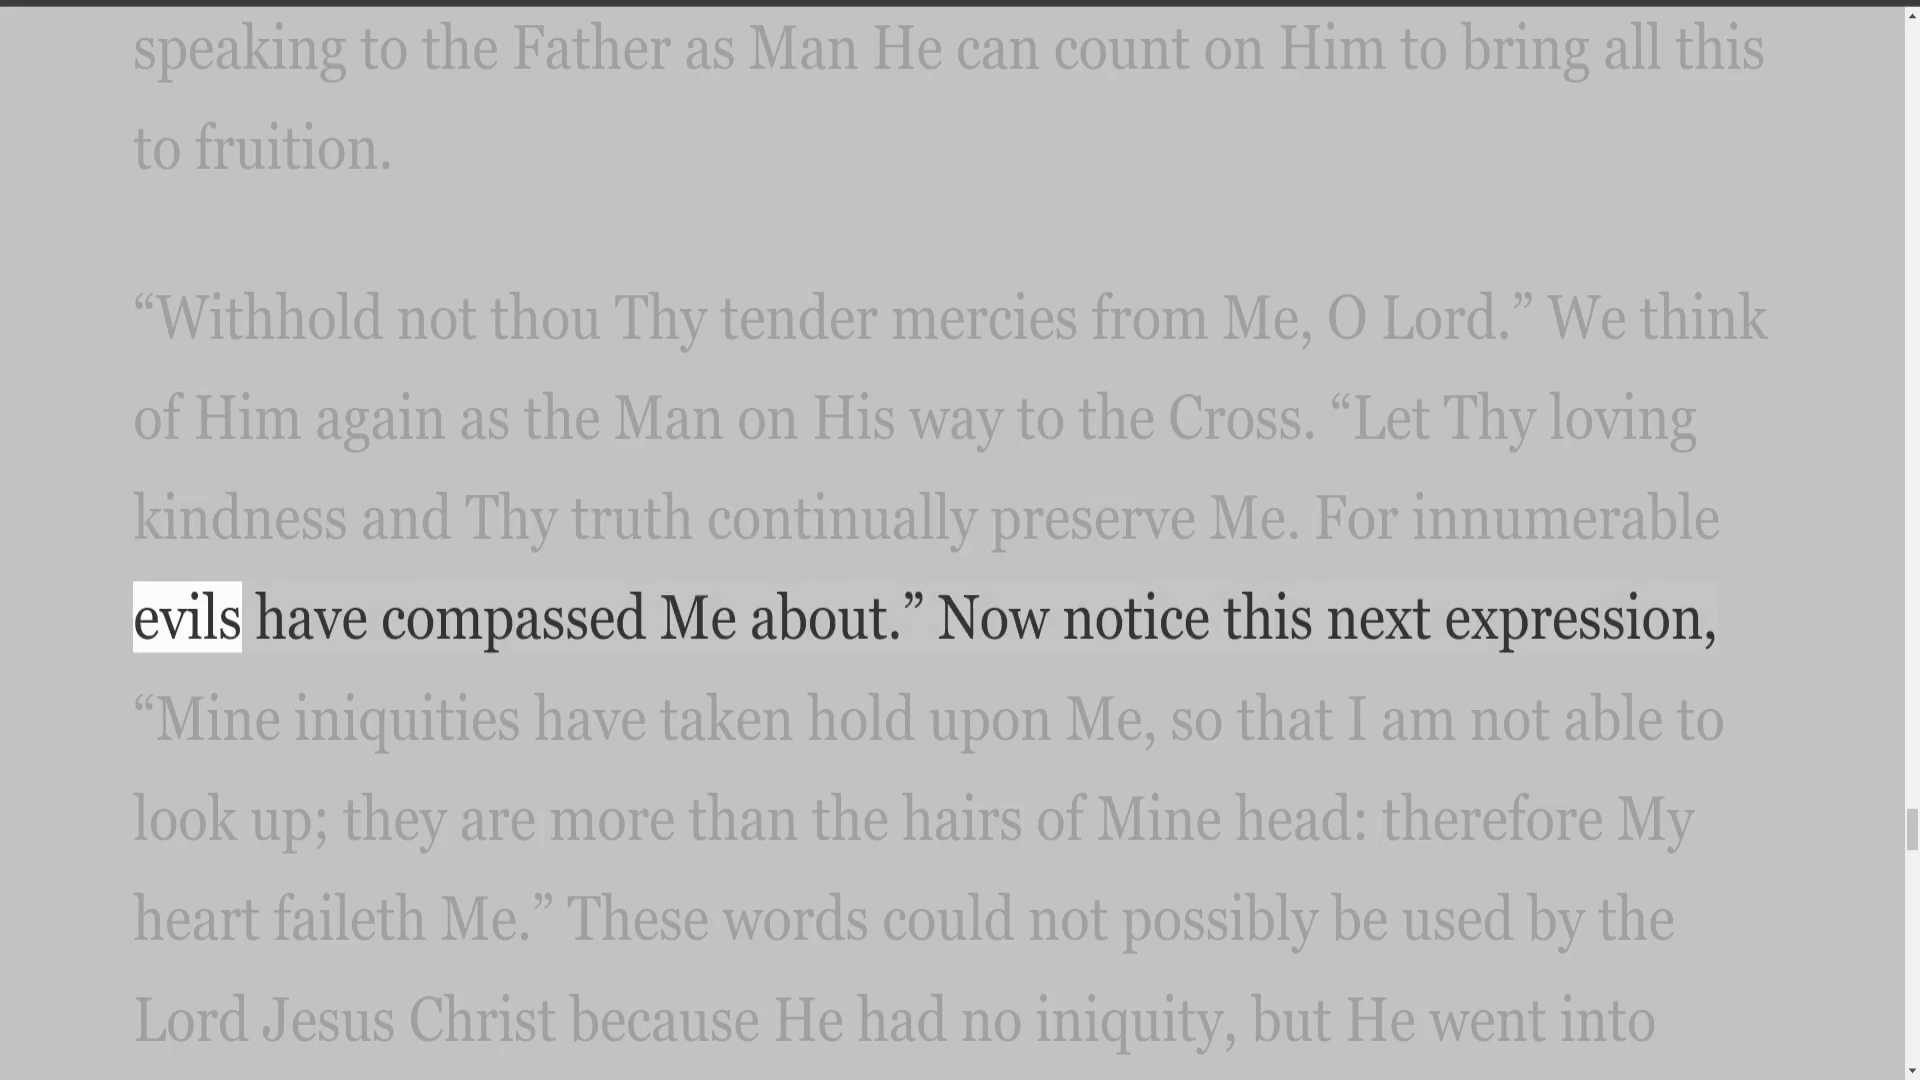 speaking to the Father as Man He can count on Him to bring all this
to fruition.
“Withhold not thou Thy tender mercies from Me, O Lord.” We think
of Him again as the Man on His way to the Cross. “Let Thy loving
kindness and Thy truth continually preserve Me. For innumerable
evils have compassed Me about.” Now notice this next expression,
“Mine iniquities have taken hold upon Me, so that I am not able to
look up; they are more than the hairs of Mine head: therefore My
heart faileth Me.” These words could not possibly be used by the
Lord Jesus Christ because He had no iniquity, but He went into